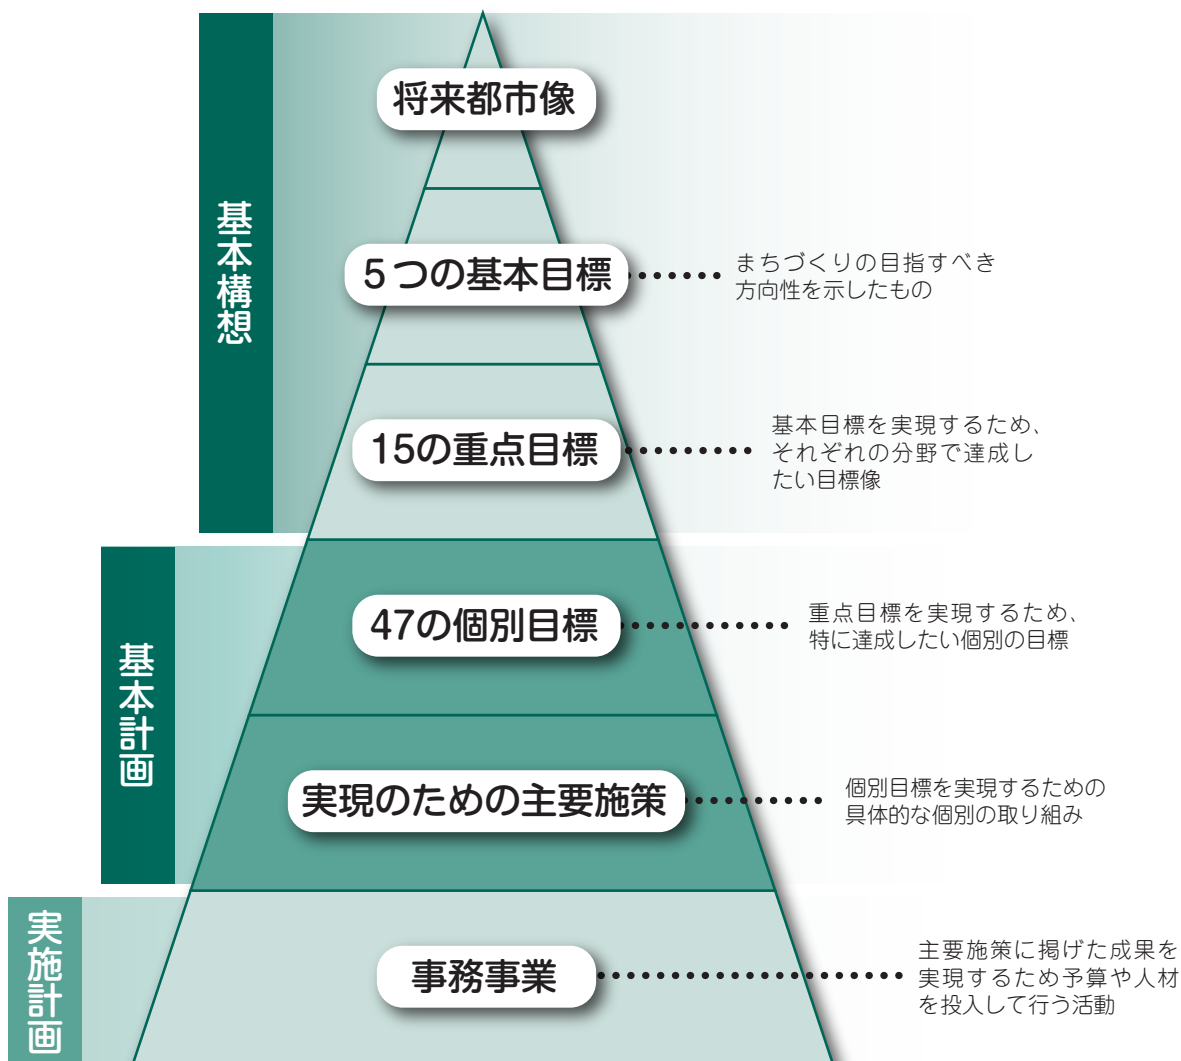 基本構想
将来都市像
5つの基本目標
まちづくりの目指すべき
方向性を示したもの
15の重点目標
基本目標を実現するため、
それぞれの分野で達成し
たい目標像
基本計画
47の個別目標
重点目標を実現するため、
特に達成したい個別の目標
実現のための主要施策
個別目標を実現するための
具体的な個別の取り組み
実施計画
事務事業
主要施策に掲げた成果を
実現するため予算や人材
を投入して行う活動